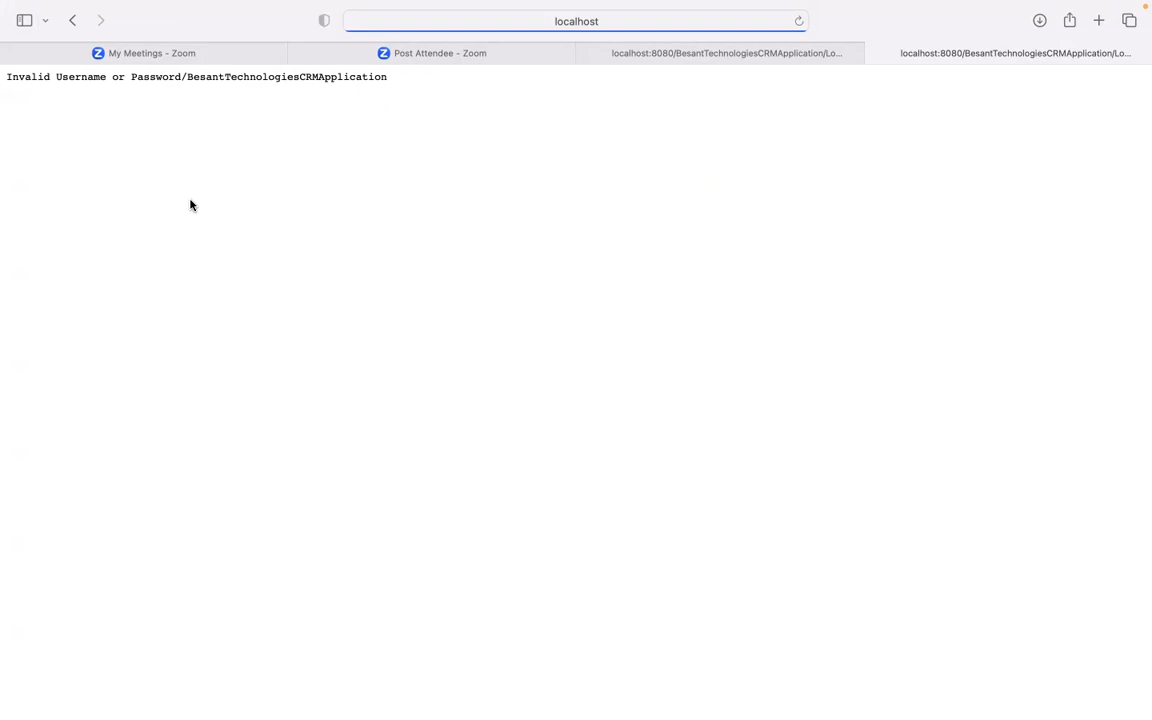 localhost
My Meetings - Zoom
Post Attendee - Zoom
localhost:8080/BesantTechnologiesCRMApplication/Lo...
localhost:8080/BesantTechnologiesCRMApplication/Lo...
Invalid Username or Password/BesantTechnologiesCRMApplication